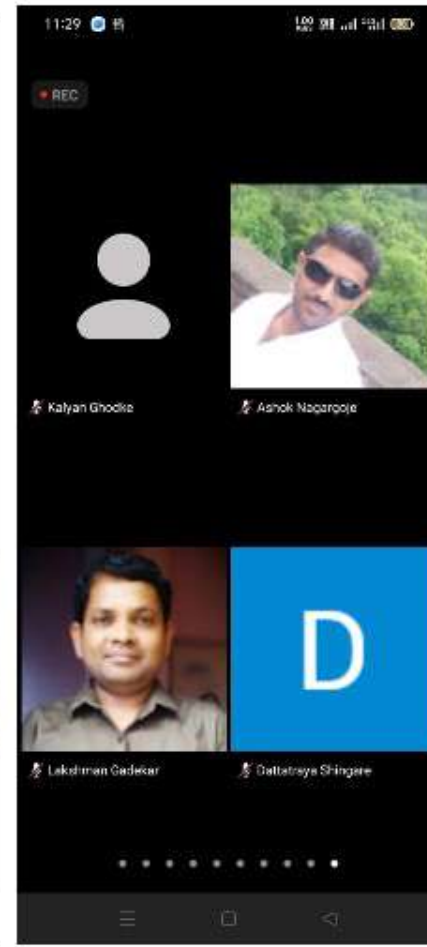 11:29
REC
Kalyan Ghodke
Ashok Nagargoje
Lakshman Gadekar
D
Dattatraya Shingare